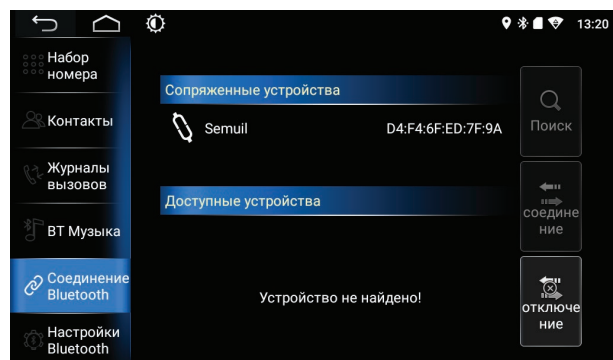 13:20
Набор
номера
Контакты
Журналы
вызовов
ВТ Музыка
Соединение
Bluetooth
Настройки
Bluetooth
Сопряженные устройства
Semuil D4:F4:6F:ED:7F:9A
Доступные устройства
Устройство не найдено!
Поиск
соедине
ние
отключе
ние